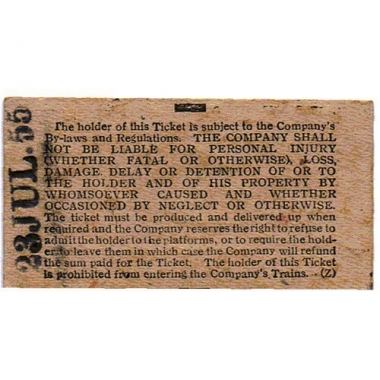 23 JUL. 55
The holder of this Ticket is subject to the Company's
By-laws and Regulations. THE COMPANY SHALL
NOT BE LIABLE FOR PERSONAL INJURY
(WHETHER FATAL OR OTHERWISE), LOSS,
DAMAGE, DELAY OR DETENTION OF OR TO
THE HOLDER AND OF HIS PROPERTY BY
WHOMSOEVER CAUSED AND WHETHER
OCCASIONED BY NEGLECT OR OTHERWISE.
The ticket must be produced and delivered up when
required and the Company reserves the right to refuse to
admit the holder to the platforms, or to require the hold-
er to leave them in which case the Company will refund
the sum paid for the Ticket. The holder of this Ticket
is prohibited from entering the Company's Trains. (Z)